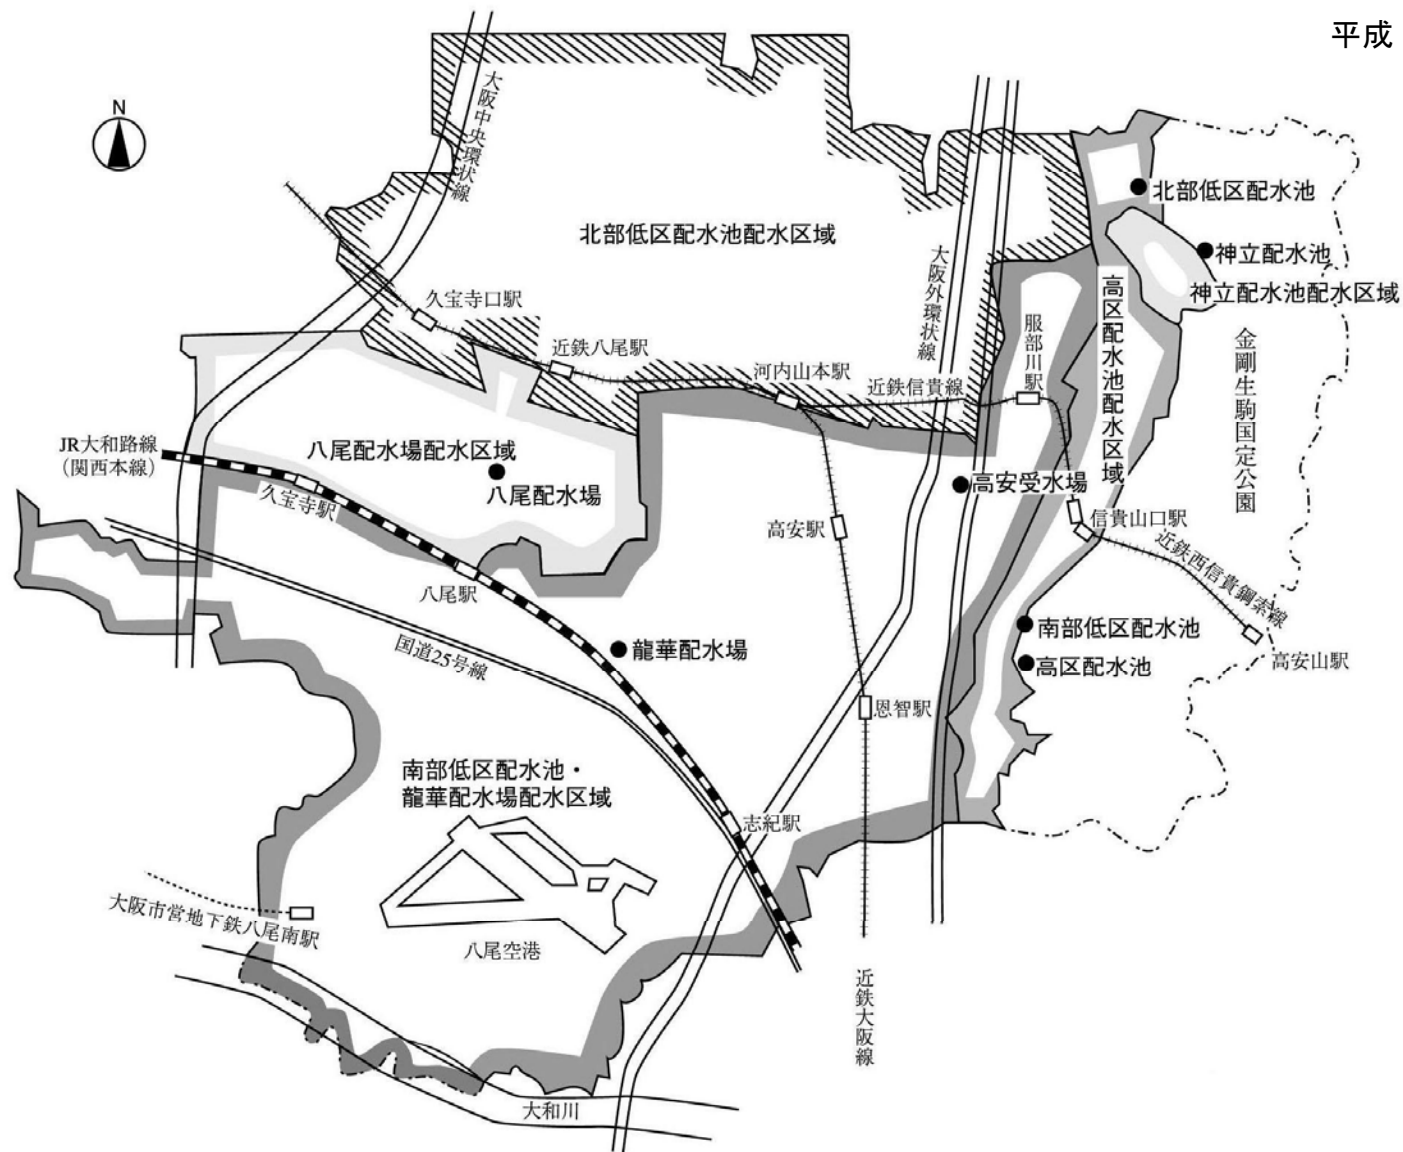 平成
N
大阪中央環状線
北部低区配水池
北部低区配水池配水区域
神立配水池
神立配水池配水区域
大阪外環状線
高区配水池配水区域
久宝寺口駅
近鉄八尾駅
河内山本駅
近鉄信貴線
服部川駅
金剛生駒国定公園
JR大和路線
（関西本線）
八尾配水場配水区域
八尾配水場
久宝寺駅
高安受水場
高安駅
信貴山口駅
近鉄西信貴鋼索線
八尾駅
南部低区配水池
国道25号線
龍華配水場
高区配水池
高安山駅
恩智駅
南部低区配水池・
龍華配水場配水区域
志紀駅
大阪市営地下鉄八尾南駅
八尾空港
近鉄大阪線
大和川